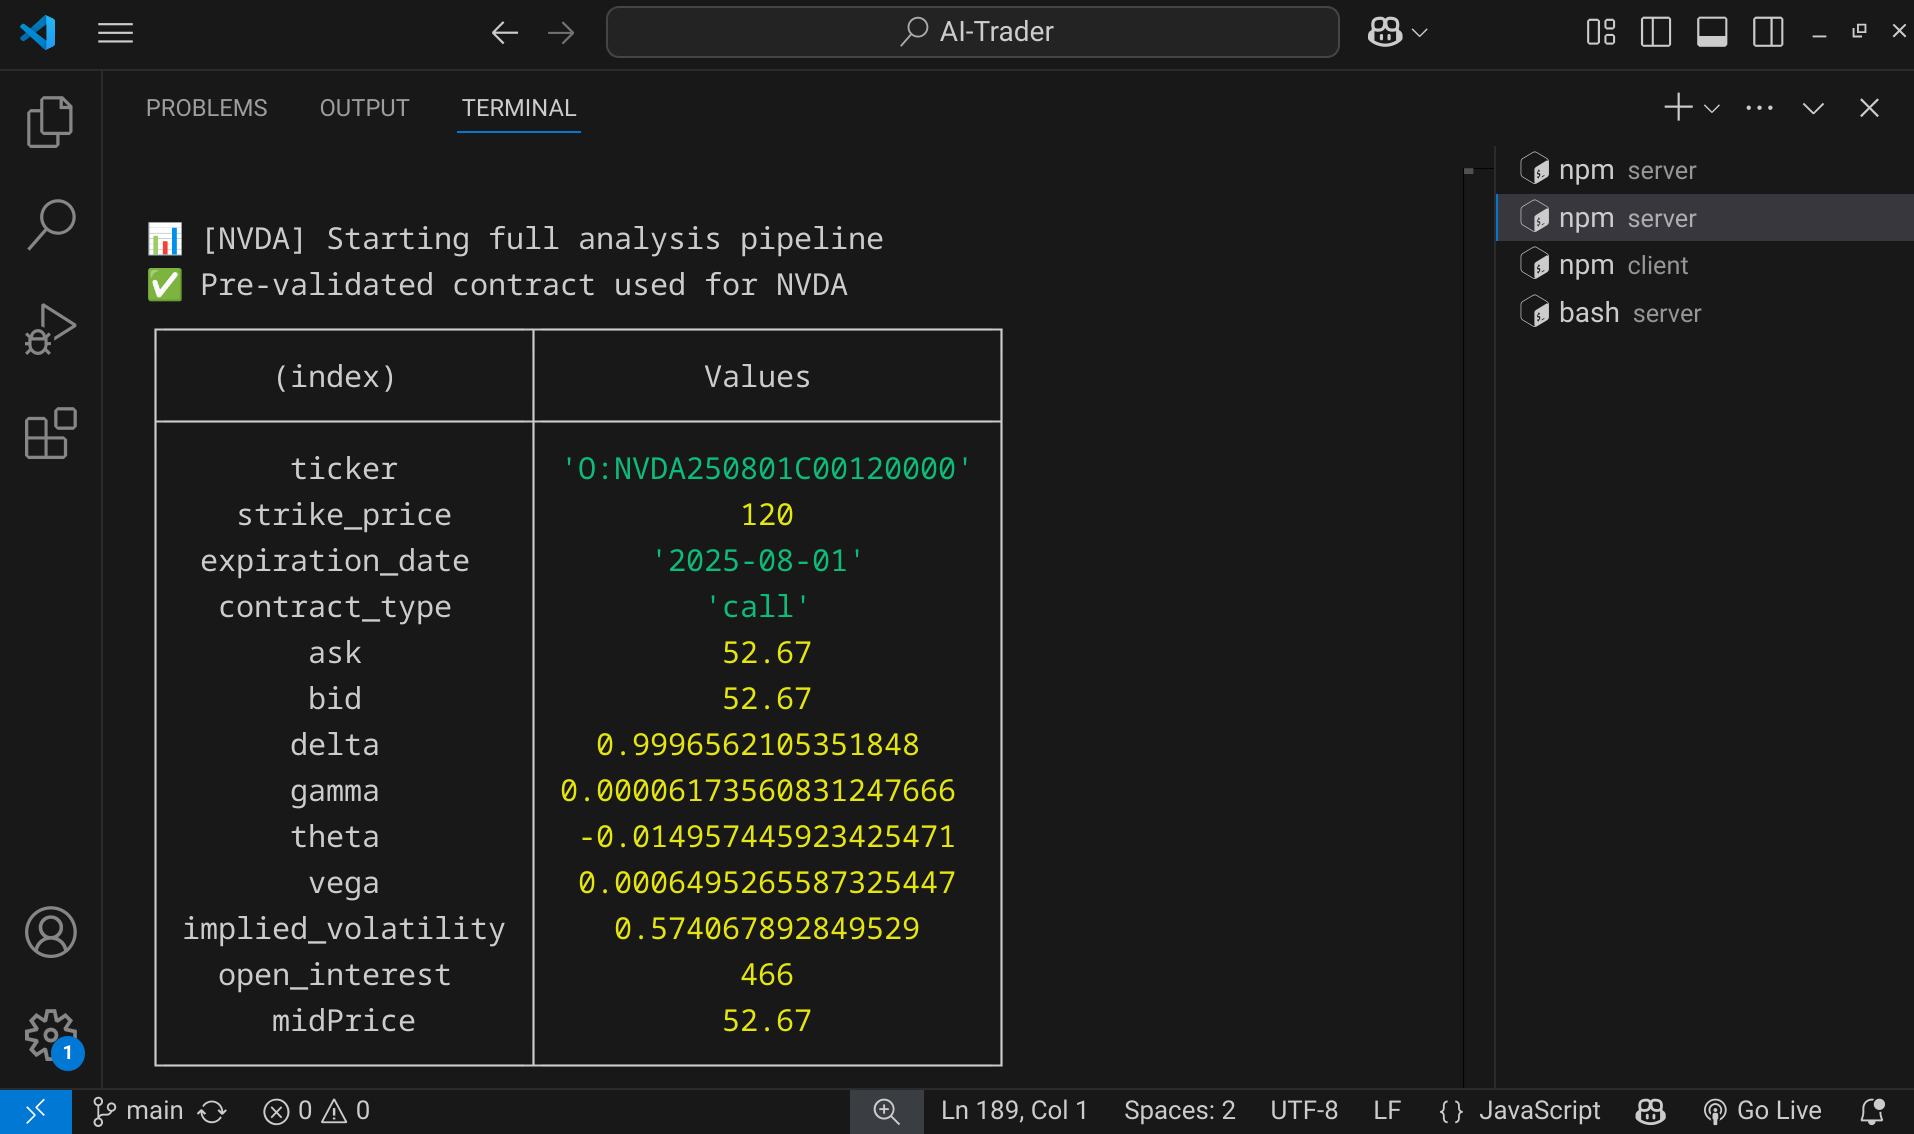 AI-Trader
PROBLEMS OUTPUT TERMINAL
npm server
npm server
npm client
bash server
📊 [NVDA] Starting full analysis pipeline
✅ Pre-validated contract used for NVDA
(index) Values
ticker 'O:NVDA250801C00120000'
strike_price 120
expiration_date '2025-08-01'
contract_type 'call'
ask 52.67
bid 52.67
delta 0.9996562105351848
gamma 0.00006173560831247666
theta -0.014957445923425471
vega 0.0006495265587325447
implied_volatility 0.574067892849529
open_interest 466
midPrice 52.67
1
main 0 0 Ln 189, Col 1 Spaces: 2 UTF-8 LF {} JavaScript Go Live